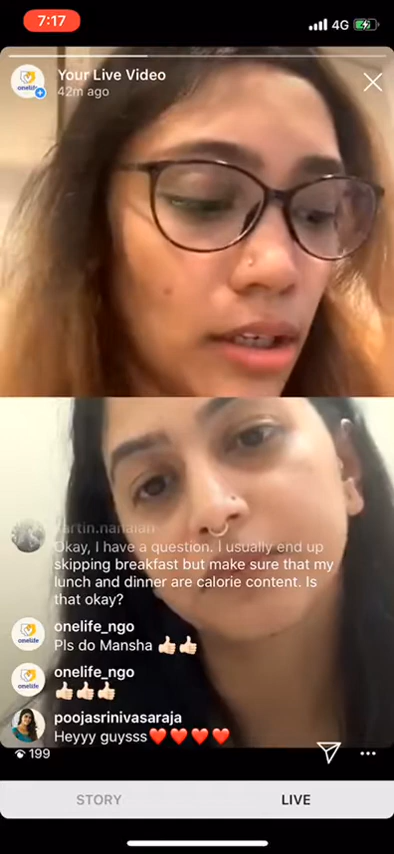 7:17
4G
Your Live Video
onelife
42m ago
Okay, I have a question. I usually end up
skipping breakfast but make sure that my
lunch and dinner are calorie content. Is
that okay?
onelife_ngo
onelife
Pls do Mansha 👍🏻👍🏻
onelife_ngo
onelife
👍🏻👍🏻👍🏻
poojasrinivasaraja
Heyyy guysss❤️❤️❤️❤️
199
STORY
LIVE